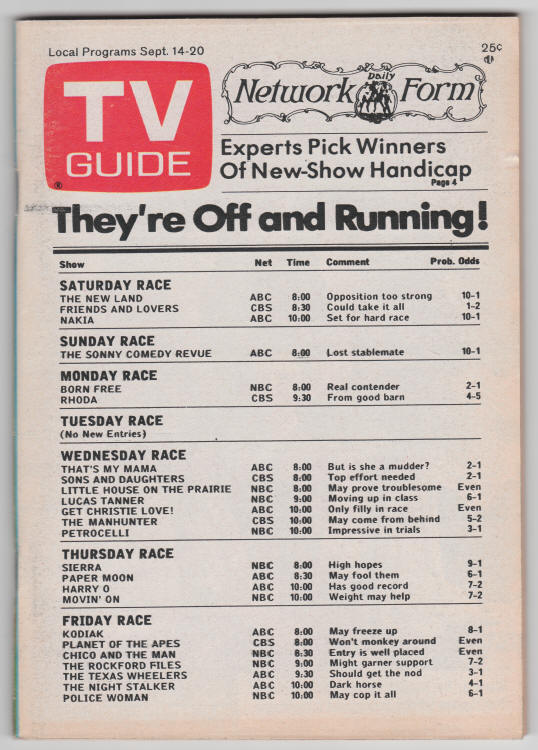 Local Programs Sept. 14-20
25¢
TV
GUIDE
®
Network Daily Form
Experts Pick Winners
Of New-Show Handicap
Page 4
They're Off and Running!
Show Net Time Comment Prob. Odds
SATURDAY RACE
THE NEW LAND ABC 8:00 Opposition too strong 10-1
FRIENDS AND LOVERS CBS 8:30 Could take it all 1-2
NAKIA ABC 10:00 Set for hard race 10-1
SUNDAY RACE
THE SONNY COMEDY REVUE ABC 8:00 Lost stablemate 10-1
MONDAY RACE
BORN FREE NBC 8:00 Real contender 2-1
RHODA CBS 9:30 From good barn 4-5
TUESDAY RACE
(No New Entries)
WEDNESDAY RACE
THAT'S MY MAMA ABC 8:00 But is she a mudder? 2-1
SONS AND DAUGHTERS CBS 8:00 Top effort needed 2-1
LITTLE HOUSE ON THE PRAIRIE NBC 8:00 May prove troublesome Even
LUCAS TANNER NBC 9:00 Moving up in class 6-1
GET CHRISTIE LOVE! ABC 10:00 Only filly in race Even
THE MANHUNTER CBS 10:00 May come from behind 5-2
PETROCELLI NBC 10:00 Impressive in trials 3-1
THURSDAY RACE
SIERRA NBC 8:00 High hopes 9-1
PAPER MOON ABC 8:30 May fool them 6-1
HARRY O ABC 10:00 Has good record 7-2
MOVIN' ON NBC 10:00 Weight may help 7-2
FRIDAY RACE
KODIAK ABC 8:00 May freeze up 8-1
PLANET OF THE APES CBS 8:00 Won't monkey around Even
CHICO AND THE MAN NBC 8:30 Entry is well placed Even
THE ROCKFORD FILES NBC 9:00 Might garner support 7-2
THE TEXAS WHEELERS ABC 9:30 Should get the nod 3-1
THE NIGHT STALKER ABC 10:00 Dark horse 4-1
POLICE WOMAN NBC 10:00 May cop it all 6-1